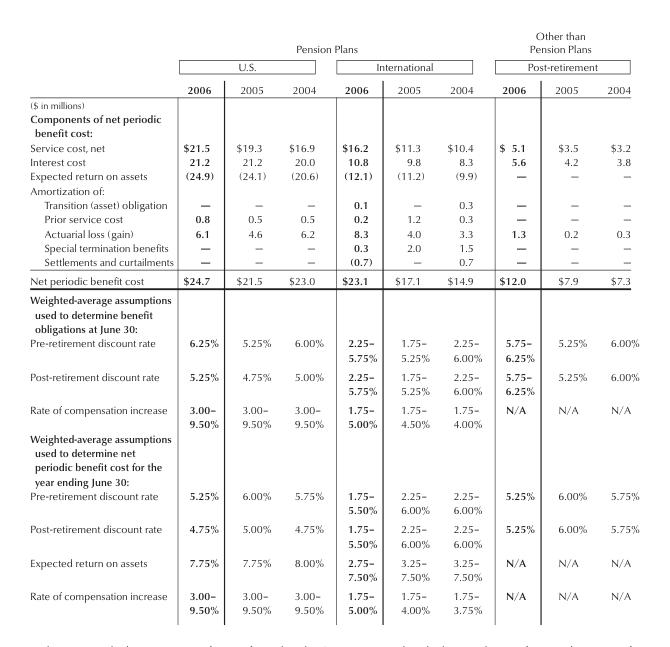 Other than
Pension Plans Pension Plans
U.S. International Post-retirement
2006 2005 2004 2006 2005 2004 2006 2005 2004
($ in millions)
Components of net periodic
benefit cost:
Service cost, net $21.5 $19.3 $16.9 $16.2 $11.3 $10.4 $ 5.1 $3.5 $3.2
Interest cost 21.2 21.2 20.0 10.8 9.8 8.3 5.6 4.2 3.8
Expected return on assets (24.9) (24.1) (20.6) (12.1) (11.2) (9.9) — — —
Amortization of:
Transition (asset) obligation — — — 0.1 — 0.3 — — —
Prior service cost 0.8 0.5 0.5 0.2 1.2 0.3 — — —
Actuarial loss (gain) 6.1 4.6 6.2 8.3 4.0 3.3 1.3 0.2 0.3
Special termination benefits — — — 0.3 2.0 1.5 — — —
Settlements and curtailments — — — (0.7) — 0.7 — — —
Net periodic benefit cost $24.7 $21.5 $23.0 $23.1 $17.1 $14.9 $12.0 $7.9 $7.3
Weighted-average assumptions
used to determine benefit
obligations at June 30:
Pre-retirement discount rate 6.25% 5.25% 6.00% 2.25– 1.75– 2.25– 5.75– 5.25% 6.00%
5.75% 5.25% 6.00% 6.25%
Post-retirement discount rate 5.25% 4.75% 5.00% 2.25– 1.75– 2.25– 5.75– 5.25% 6.00%
5.75% 5.25% 6.00% 6.25%
Rate of compensation increase 3.00– 3.00– 3.00– 1.75– 1.75– 1.75– N/A N/A N/A
9.50% 9.50% 9.50% 5.00% 4.50% 4.00%
Weighted-average assumptions
used to determine net
periodic benefit cost for the
year ending June 30:
Pre-retirement discount rate 5.25% 6.00% 5.75% 1.75– 2.25– 2.25– 5.25% 6.00% 5.75%
5.50% 6.00% 6.00%
Post-retirement discount rate 4.75% 5.00% 4.75% 1.75– 2.25– 2.25– 5.25% 6.00% 5.75%
5.50% 6.00% 6.00%
Expected return on assets 7.75% 7.75% 8.00% 2.75– 3.25– 3.25– N/A N/A N/A
7.50% 7.50% 7.50%
Rate of compensation increase 3.00– 3.00– 3.00– 1.75– 1.75– 1.75– N/A N/A N/A
9.50% 9.50% 9.50% 5.00% 4.00% 3.75%